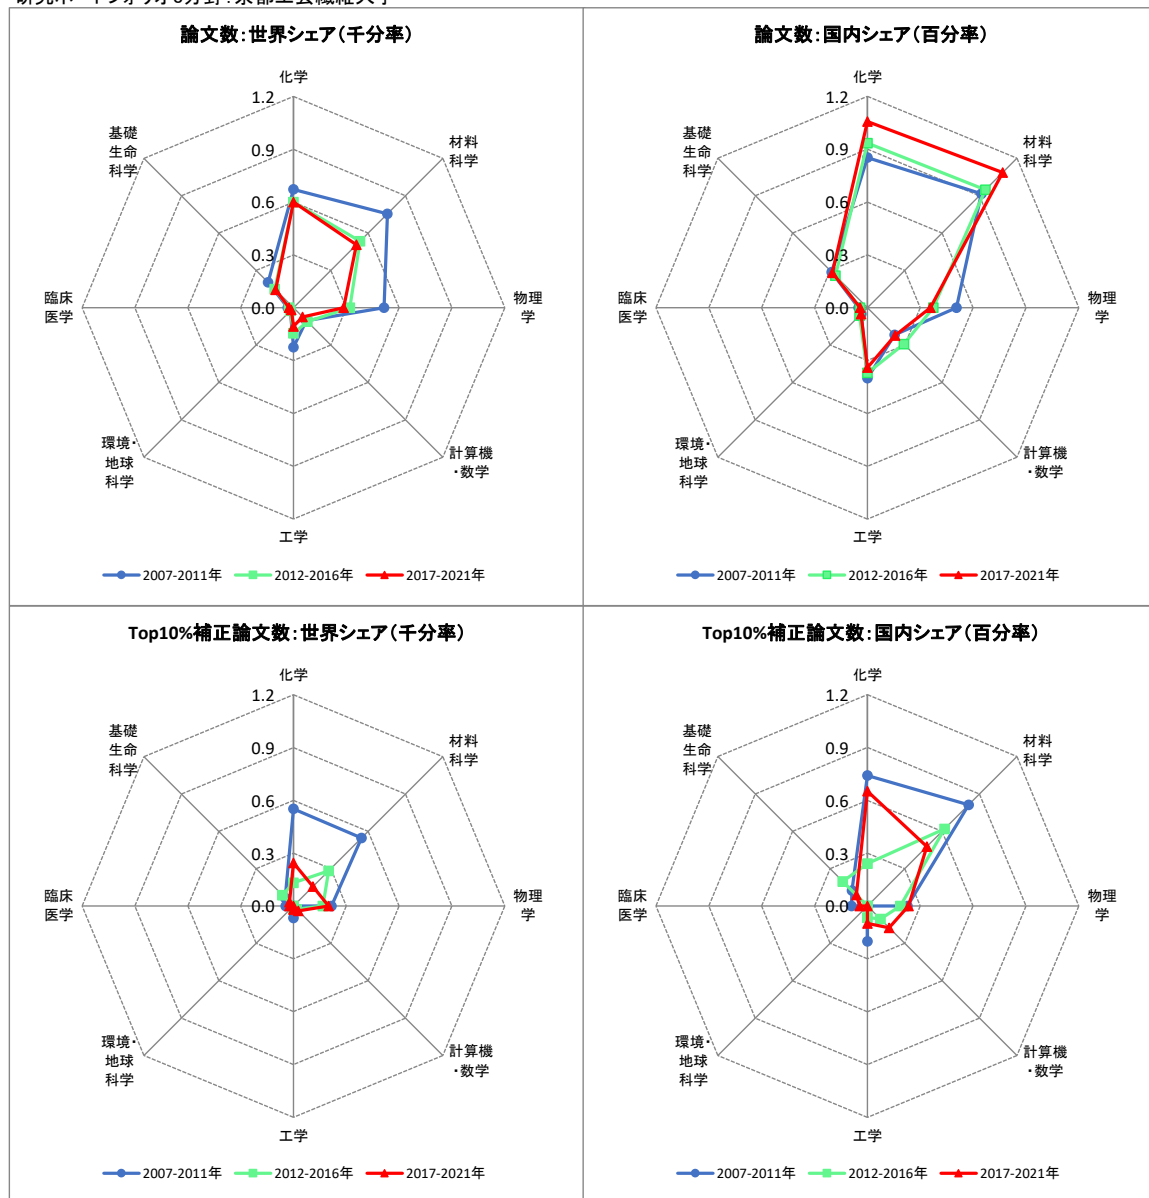 論文数：世界シェア（千分率）
化学
1.2
0.9
0.6
0.3
0.0
材料
科学
物理
学
計算機
・数学
工学
環境・
地球
科学
臨床
医学
基礎
生命
科学
2007-2011年 2012-2016年 2017-2021年
論文数：国内シェア（百分率）
化学
1.2
0.9
0.6
0.3
0.0
材料
科学
物理
学
計算機
・数学
工学
環境・
地球
科学
臨床
医学
基礎
生命
科学
2007-2011年 2012-2016年 2017-2021年
Top10%補正論文数：世界シェア（千分率）
化学
1.2
0.9
0.6
0.3
0.0
材料
科学
物理
学
計算機
・数学
工学
環境・
地球
科学
臨床
医学
基礎
生命
科学
2007-2011年 2012-2016年 2017-2021年
Top10%補正論文数：国内シェア（百分率）
化学
1.2
0.9
0.6
0.3
0.0
材料
科学
物理
学
計算機
・数学
工学
環境・
地球
科学
臨床
医学
基礎
生命
科学
2007-2011年 2012-2016年 2017-2021年